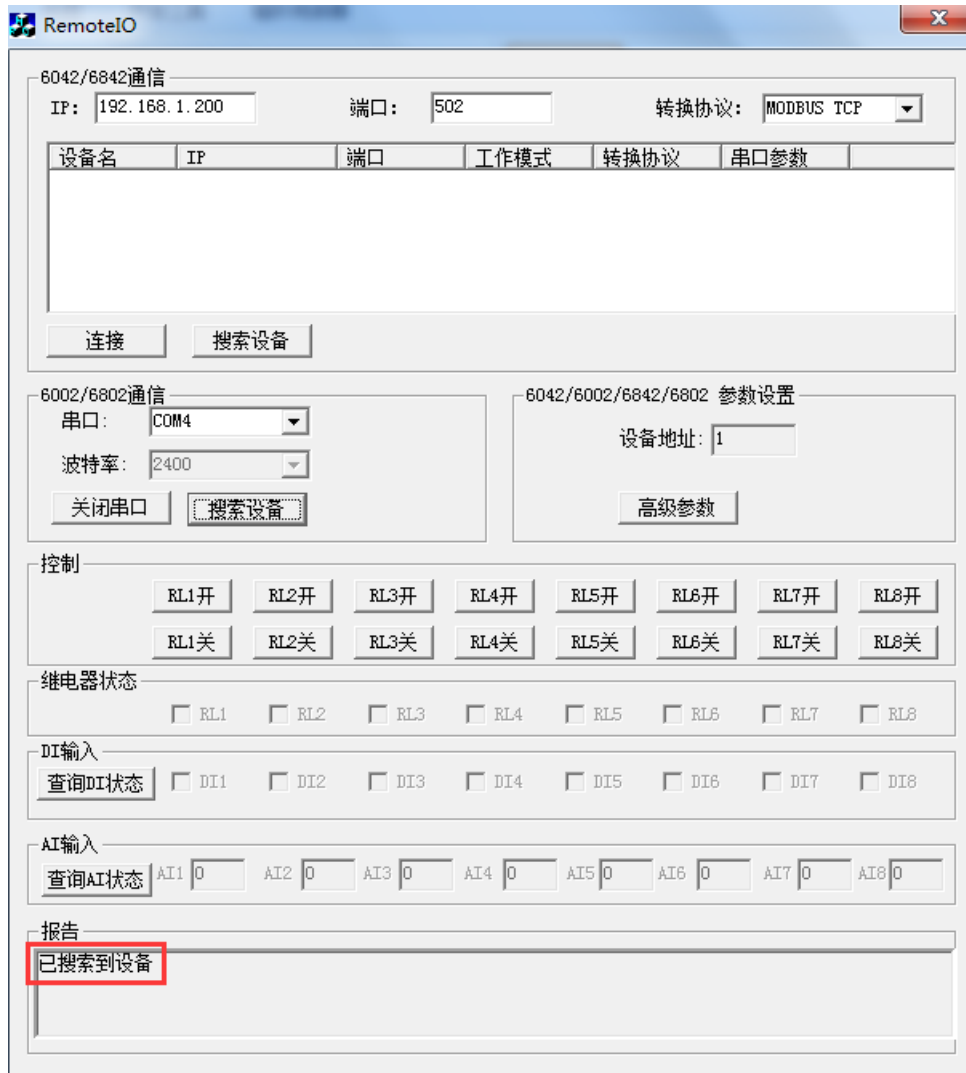 RemoteIO
6042/6842通信
IP: 192.168.1.200 端口: 502 转换协议: MODBUS TCP
设备名 IP 端口 工作模式 转换协议 串口参数
连接 搜索设备
6002/6802通信 6042/6002/6842/6802 参数设置
串口: COM4
设备地址: 1
波特率: 2400
关闭串口 搜索设备 高级参数
控制
RL1开 RL2开 RL3开 RL4开 RL5开 RL6开 RL7开 RL8开
RL1关 RL2关 RL3关 RL4关 RL5关 RL6关 RL7关 RL8关
继电器状态
RL1 RL2 RL3 RL4 RL5 RL6 RL7 RL8
DI输入
查询DI状态 DI1 DI2 DI3 DI4 DI5 DI6 DI7 DI8
AI输入
查询AI状态 AI1 0 AI2 0 AI3 0 AI4 0 AI5 0 AI6 0 AI7 0 AI8 0
报告
已搜索到设备